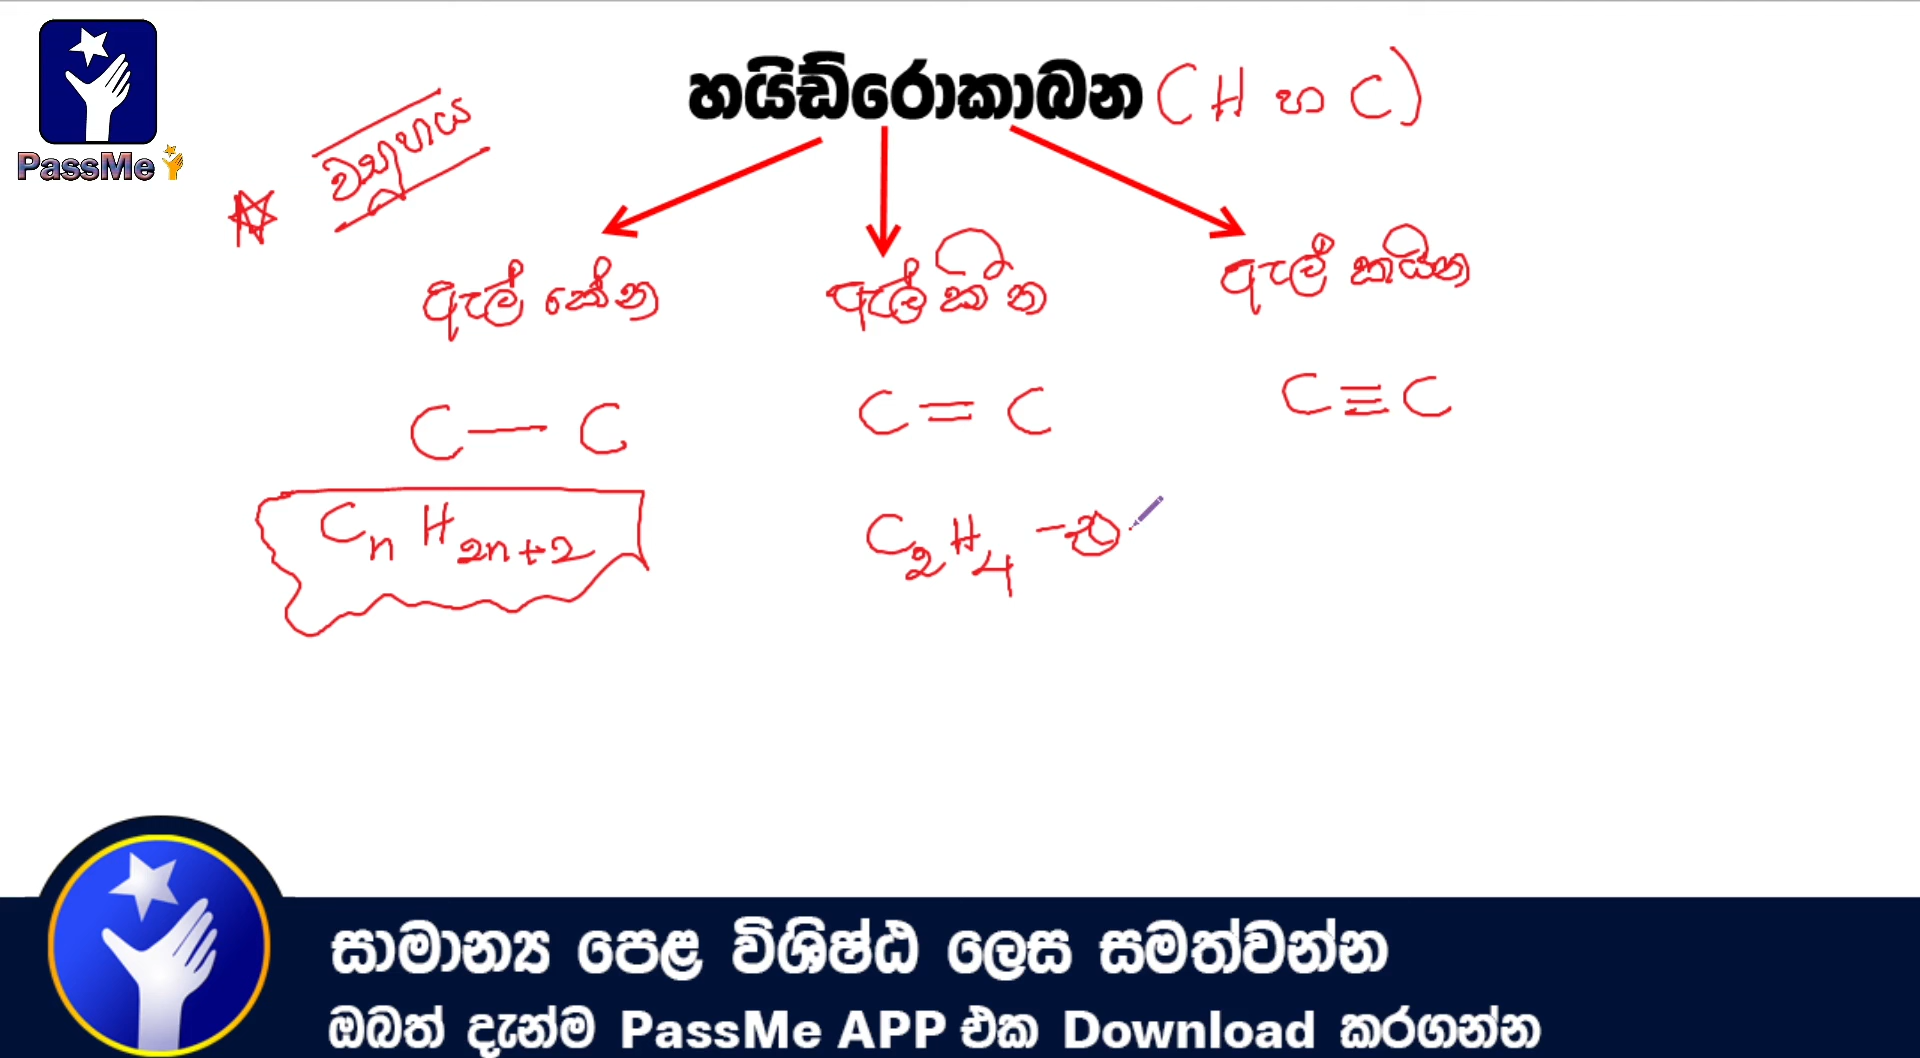 PassMe
හයිඩ්‍රොකාබන (H හා C)
ව්‍යුහය
ඇල්කේන ඇල්කීන ඇල්කයින
C — C C = C C ≡ C
CnH2n+2 C2H4 - එ
සාමාන්‍ය පෙළ විශිෂ්ඨ ලෙස සමත්වන්න
ඔබත් දැන්ම PassMe APP එක Download කරගන්න